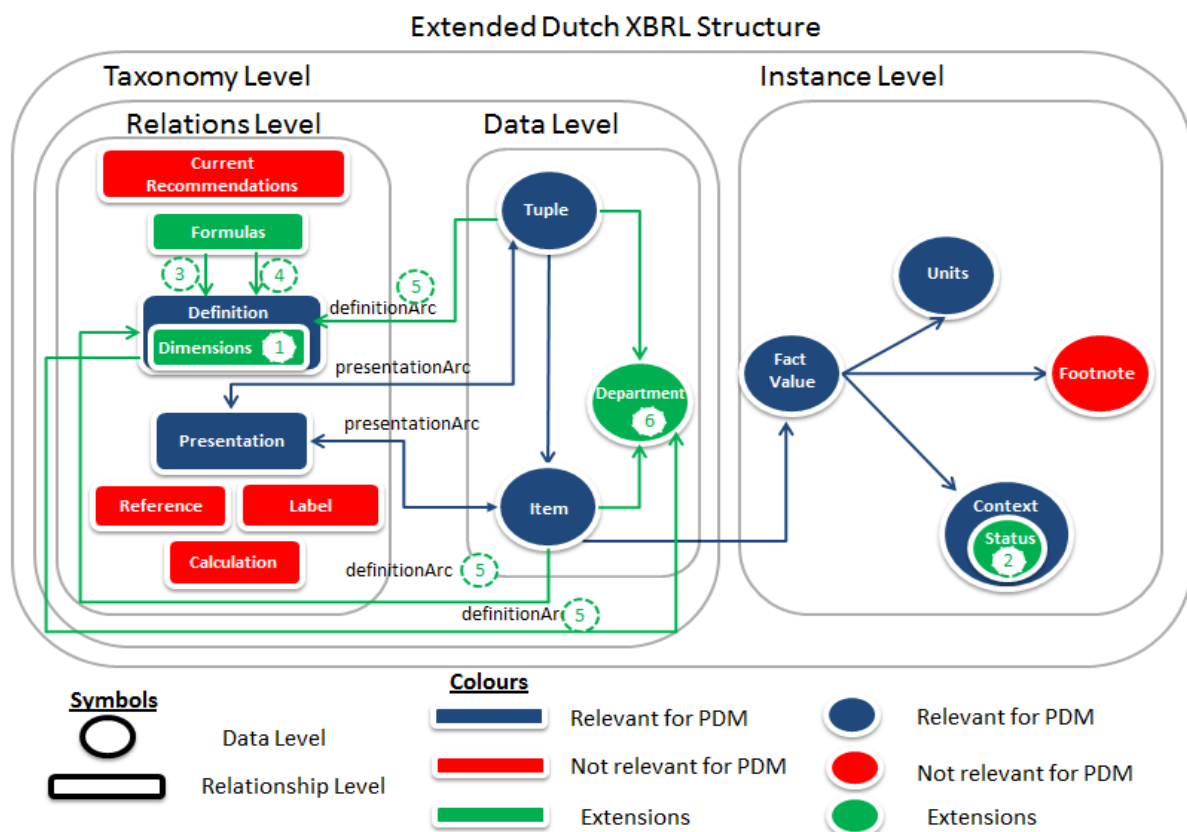 Extended Dutch XBRL Structure
Taxonomy Level
Instance Level
Relations Level
Data Level
Current
Recommendations
Formulas
3
4
Definition
Dimensions
1
Tuple
5
definitionArc
presentationArc
presentationArc
Presentation
Department
6
Reference
Label
Item
Calculation
definitionArc
5
definitionArc
5
Units
Fact
Value
Footnote
Context
Status
2
Symbols
Data Level
Relationship Level
Colours
Relevant for PDM
Relevant for PDM
Not relevant for PDM
Not relevant for PDM
Extensions
Extensions